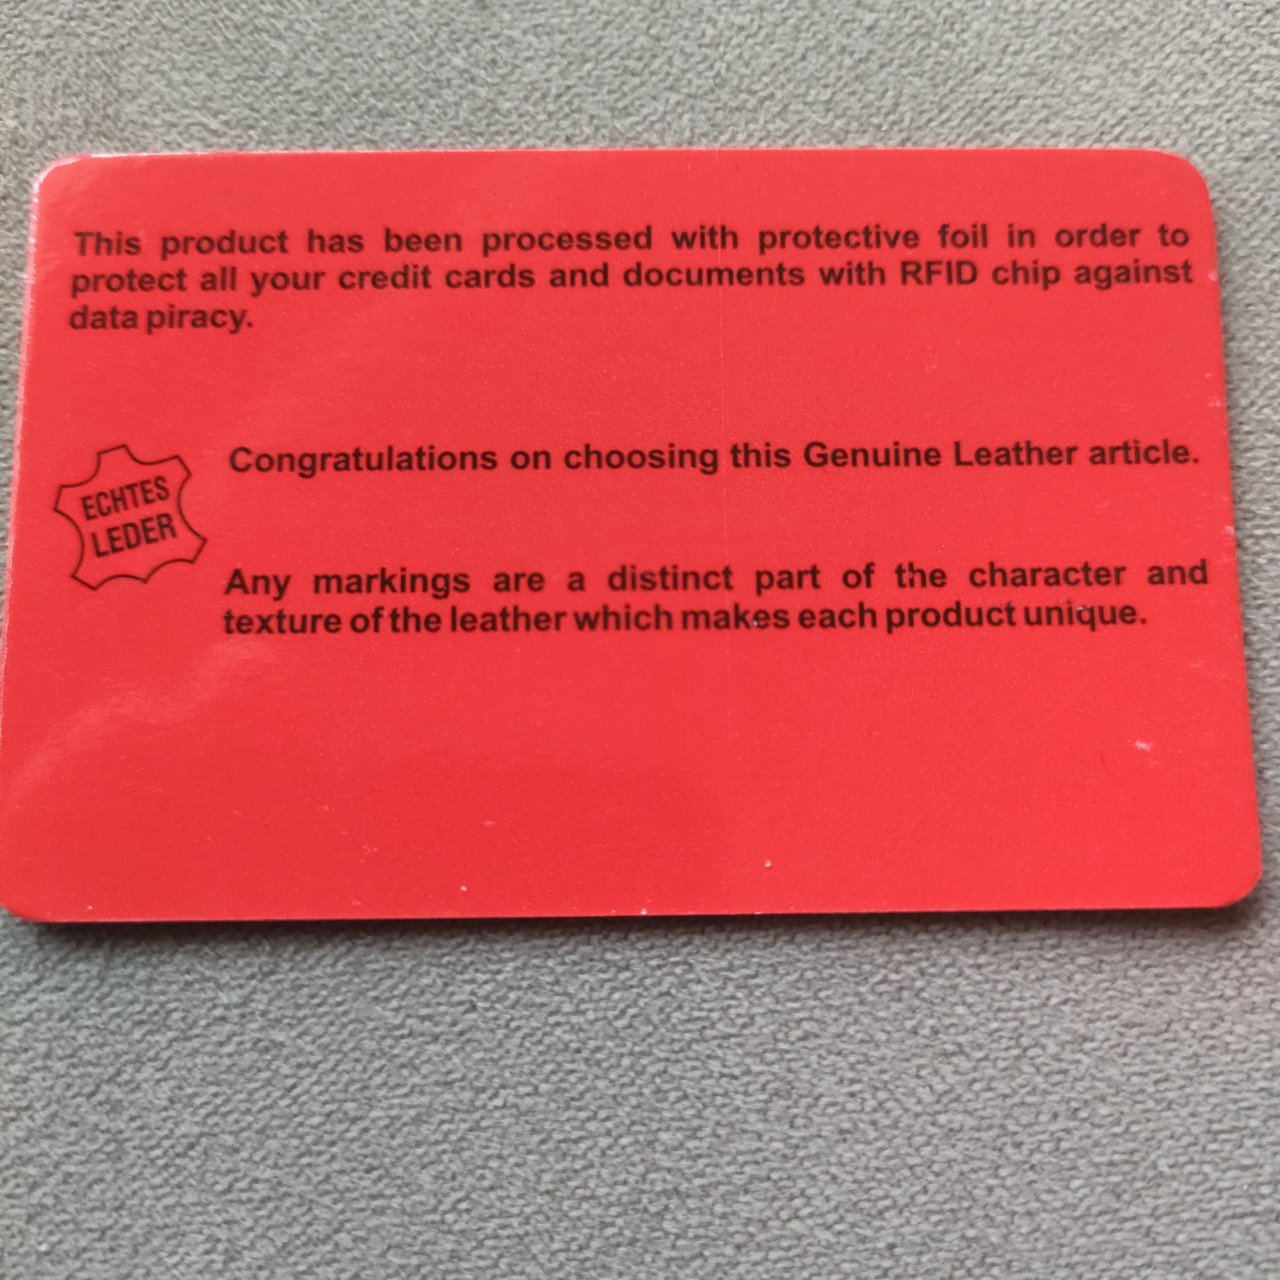 This product has been processed with protective foil in order to
protect all your credit cards and documents with RFID chip against
data piracy.
Congratulations on choosing this Genuine Leather article.
ECHTES
LEDER
Any markings are a distinct part of the character and
texture of the leather which makes each product unique.